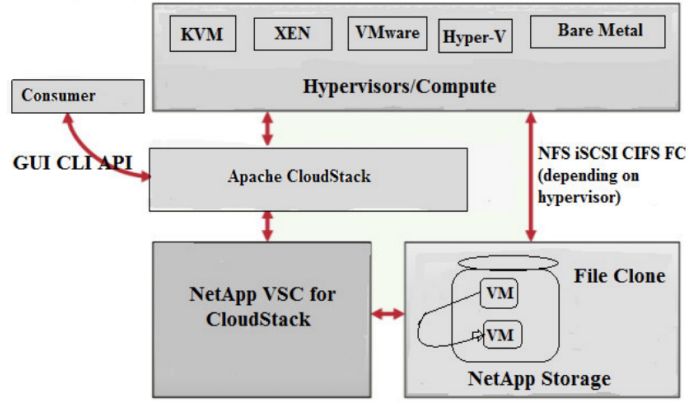 KVM
XEN
VMware
Hyper-V
Bare Metal
Hypervisors/Compute
Consumer
GUI CLI API
Apache CloudStack
NFS iSCSI CIFS FC
(depending on
hypervisor)
NetApp VSC for
CloudStack
File Clone
VM
VM
NetApp Storage